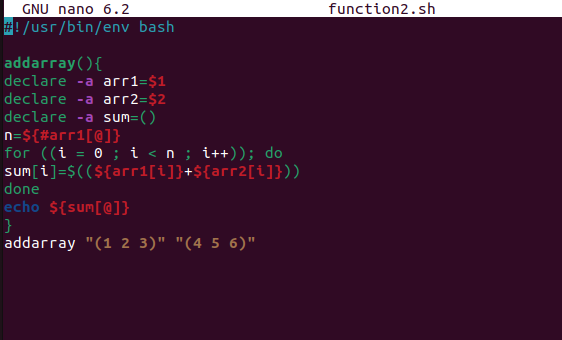 GNU nano 6.2 function2.sh
#!/usr/bin/env bash
addarray(){
declare -a arr1=$1
declare -a arr2=$2
declare -a sum=()
n=${#arr1[@]}
for ((i = 0 ; i < n ; i++)); do
sum[i]=$((${arr1[i]}+${arr2[i]}))
done
echo ${sum[@]}
}
addarray "(1 2 3)" "(4 5 6)"